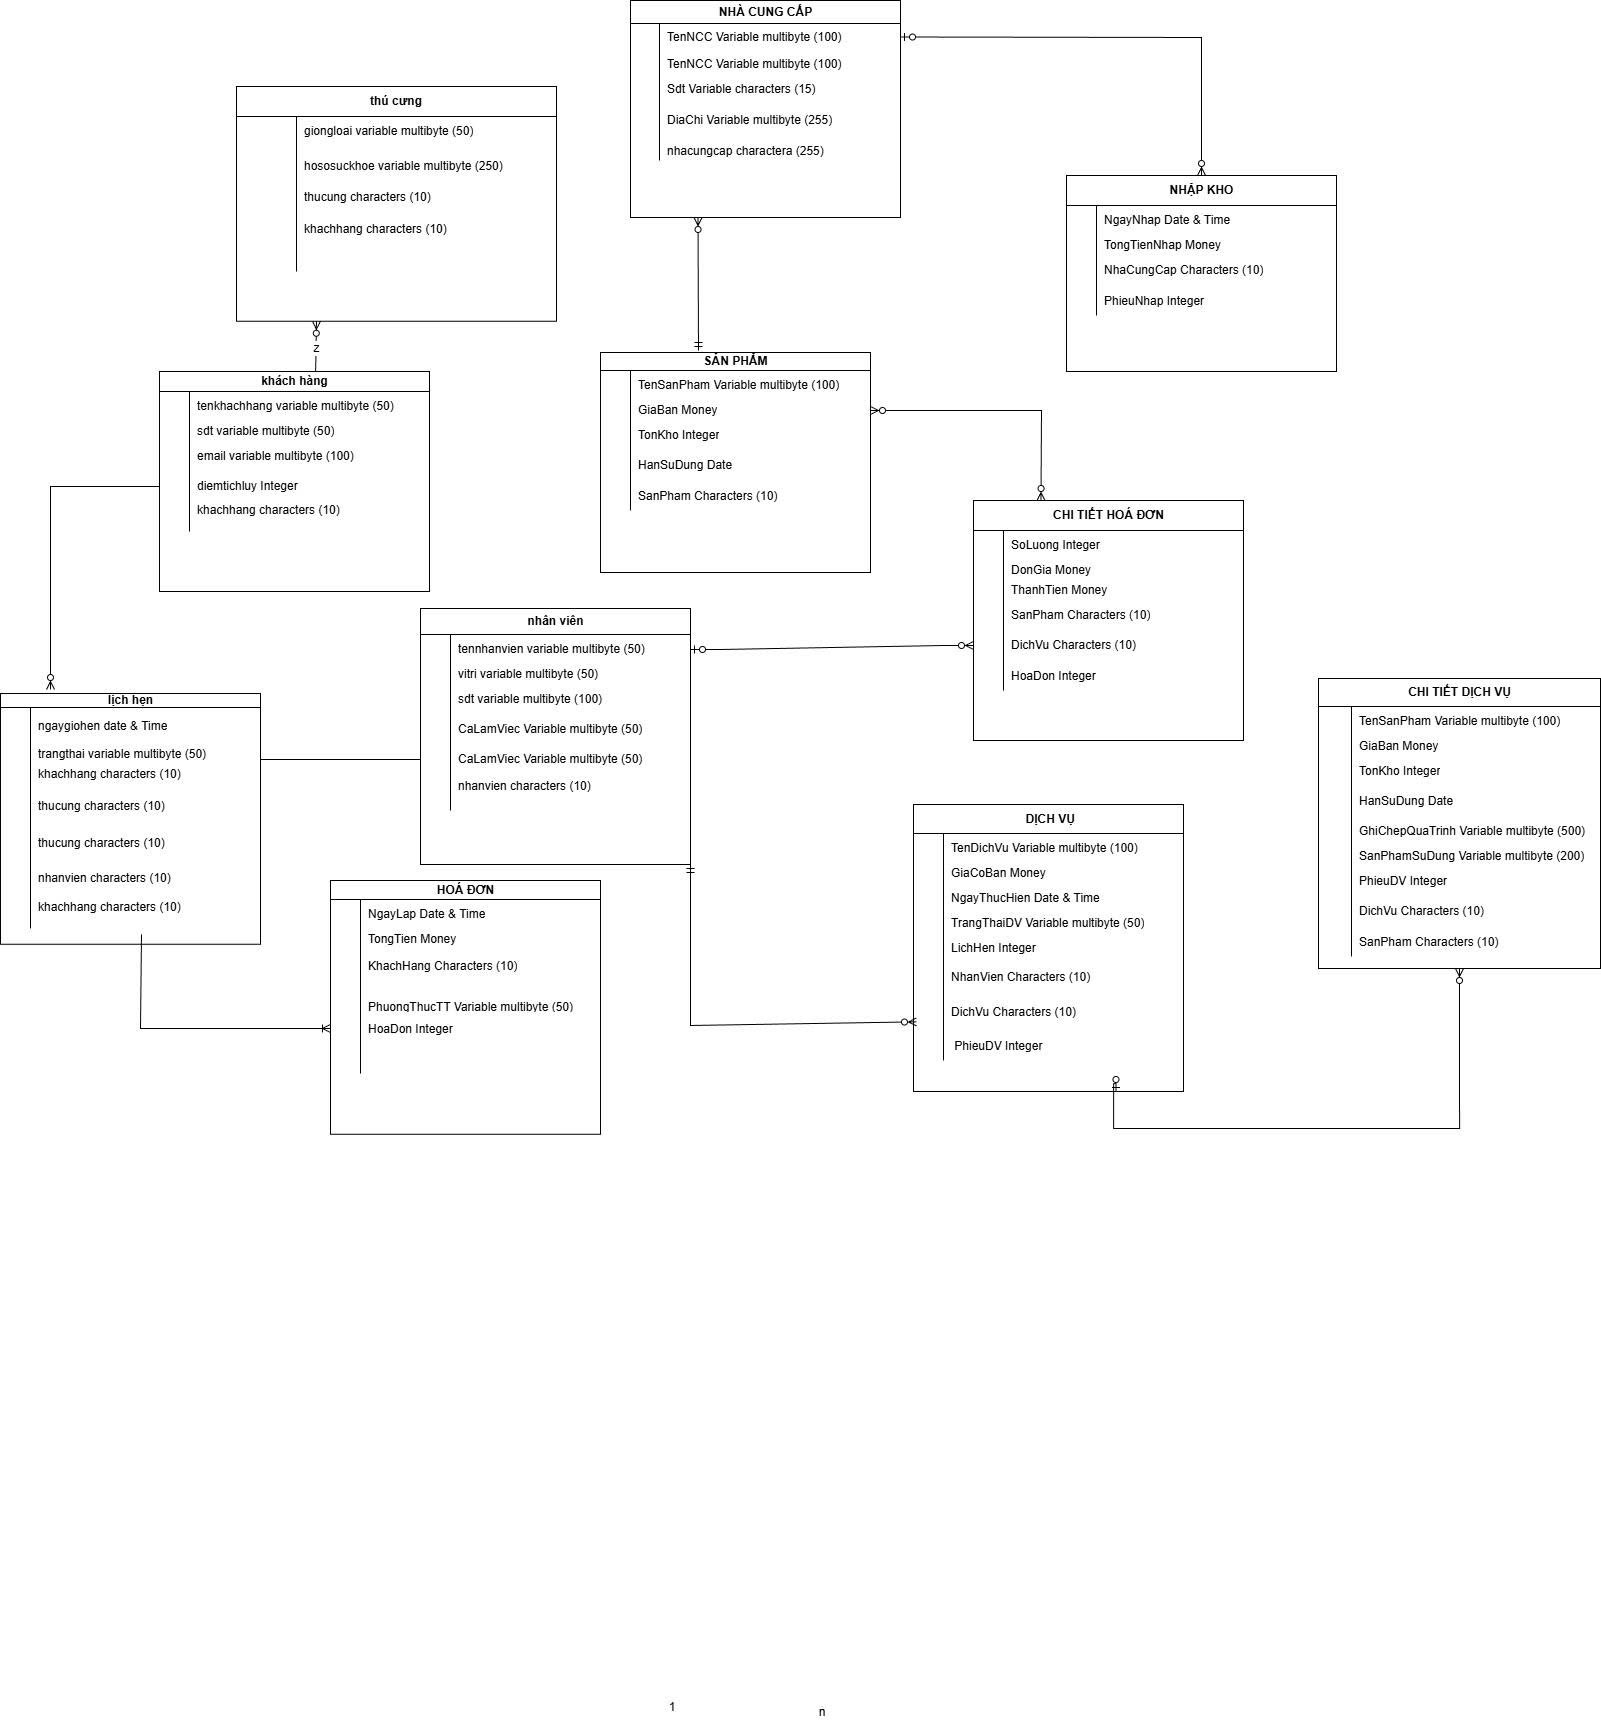 NHÀ CUNG CẤP
TenNCC Variable multibyte (100)
TenNCC Variable multibyte (100)
Sdt Variable characters (15)
DiaChi Variable multibyte (255)
nhacungcap charactera (255)
thú cưng
giongloai variable multibyte (50)
hososuckhoe variable multibyte (250)
thucung characters (10)
khachhang characters (10)
z
NHẬP KHO
NgayNhap Date & Time
TongTienNhap Money
NhaCungCap Characters (10)
PhieuNhap Integer
khách hàng
tenkhachhang variable multibyte (50)
sdt variable multibyte (50)
email variable multibyte (100)
diemtichluy Integer
khachhang characters (10)
SẢN PHẨM
TenSanPham Variable multibyte (100)
GiaBan Money
TonKho Integer
HanSuDung Date
SanPham Characters (10)
CHI TIẾT HOÁ ĐƠN
SoLuong Integer
DonGia Money
ThanhTien Money
SanPham Characters (10)
DichVu Characters (10)
HoaDon Integer
nhân viên
tennhanvien variable multibyte (50)
vitri variable multibyte (50)
sdt variable multibyte (100)
CaLamViec Variable multibyte (50)
CaLamViec Variable multibyte (50)
nhanvien characters (10)
lịch hẹn
ngaygiohen date & Time
trangthai variable multibyte (50)
khachhang characters (10)
thucung characters (10)
thucung characters (10)
nhanvien characters (10)
khachhang characters (10)
CHI TIẾT DỊCH VỤ
TenSanPham Variable multibyte (100)
GiaBan Money
TonKho Integer
HanSuDung Date
GhiChepQuaTrinh Variable multibyte (500)
SanPhamSuDung Variable multibyte (200)
PhieuDV Integer
DichVu Characters (10)
SanPham Characters (10)
DỊCH VỤ
TenDichVu Variable multibyte (100)
GiaCoBan Money
NgayThucHien Date & Time
TrangThaiDV Variable multibyte (50)
LichHen Integer
NhanVien Characters (10)
DichVu Characters (10)
PhieuDV Integer
HOÁ ĐƠN
NgayLap Date & Time
TongTien Money
KhachHang Characters (10)
PhuongThucTT Variable multibyte (50)
HoaDon Integer
1
n